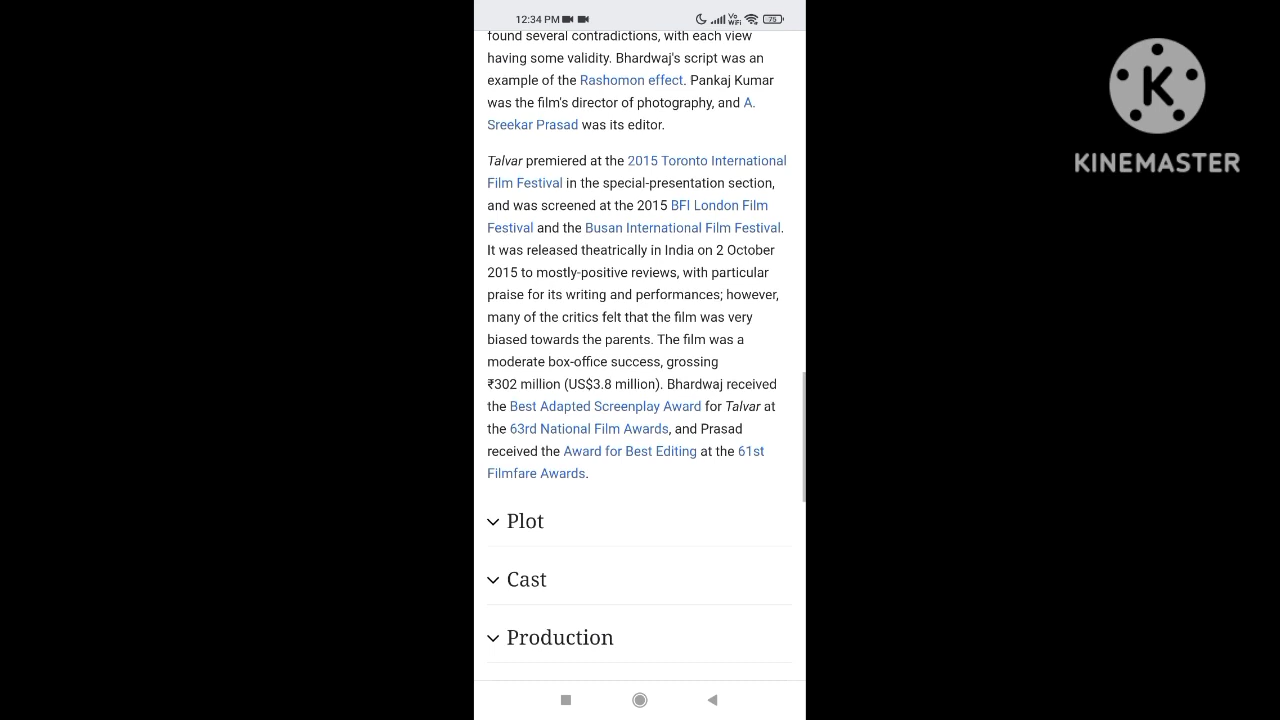 12:34 PM
Vo
WiFi
75
found several contradictions, with each view
having some validity. Bhardwaj's script was an
example of the Rashomon effect. Pankaj Kumar
was the film's director of photography, and A.
Sreekar Prasad was its editor.
Talvar premiered at the 2015 Toronto International
Film Festival in the special-presentation section,
and was screened at the 2015 BFI London Film
Festival and the Busan International Film Festival.
It was released theatrically in India on 2 October
2015 to mostly-positive reviews, with particular
praise for its writing and performances; however,
many of the critics felt that the film was very
biased towards the parents. The film was a
moderate box-office success, grossing
₹302 million (US$3.8 million). Bhardwaj received
the Best Adapted Screenplay Award for Talvar at
the 63rd National Film Awards, and Prasad
received the Award for Best Editing at the 61st
Filmfare Awards.
Plot
Cast
Production
K
KINEMASTER